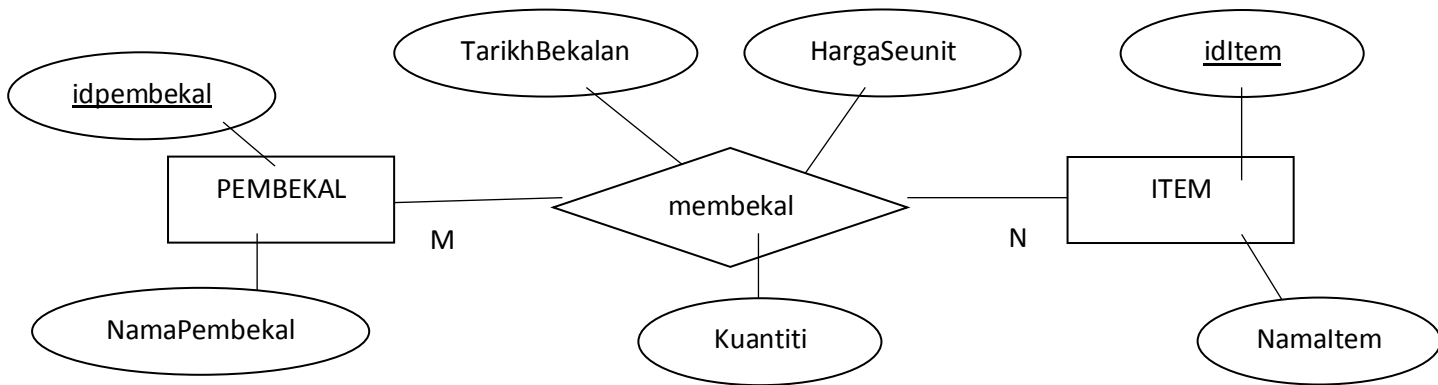 TarikhBekalan
HargaSeunit
idItem
idpembekal
PEMBEKAL
membekal
ITEM
M
N
NamaPembekal
Kuantiti
NamaItem